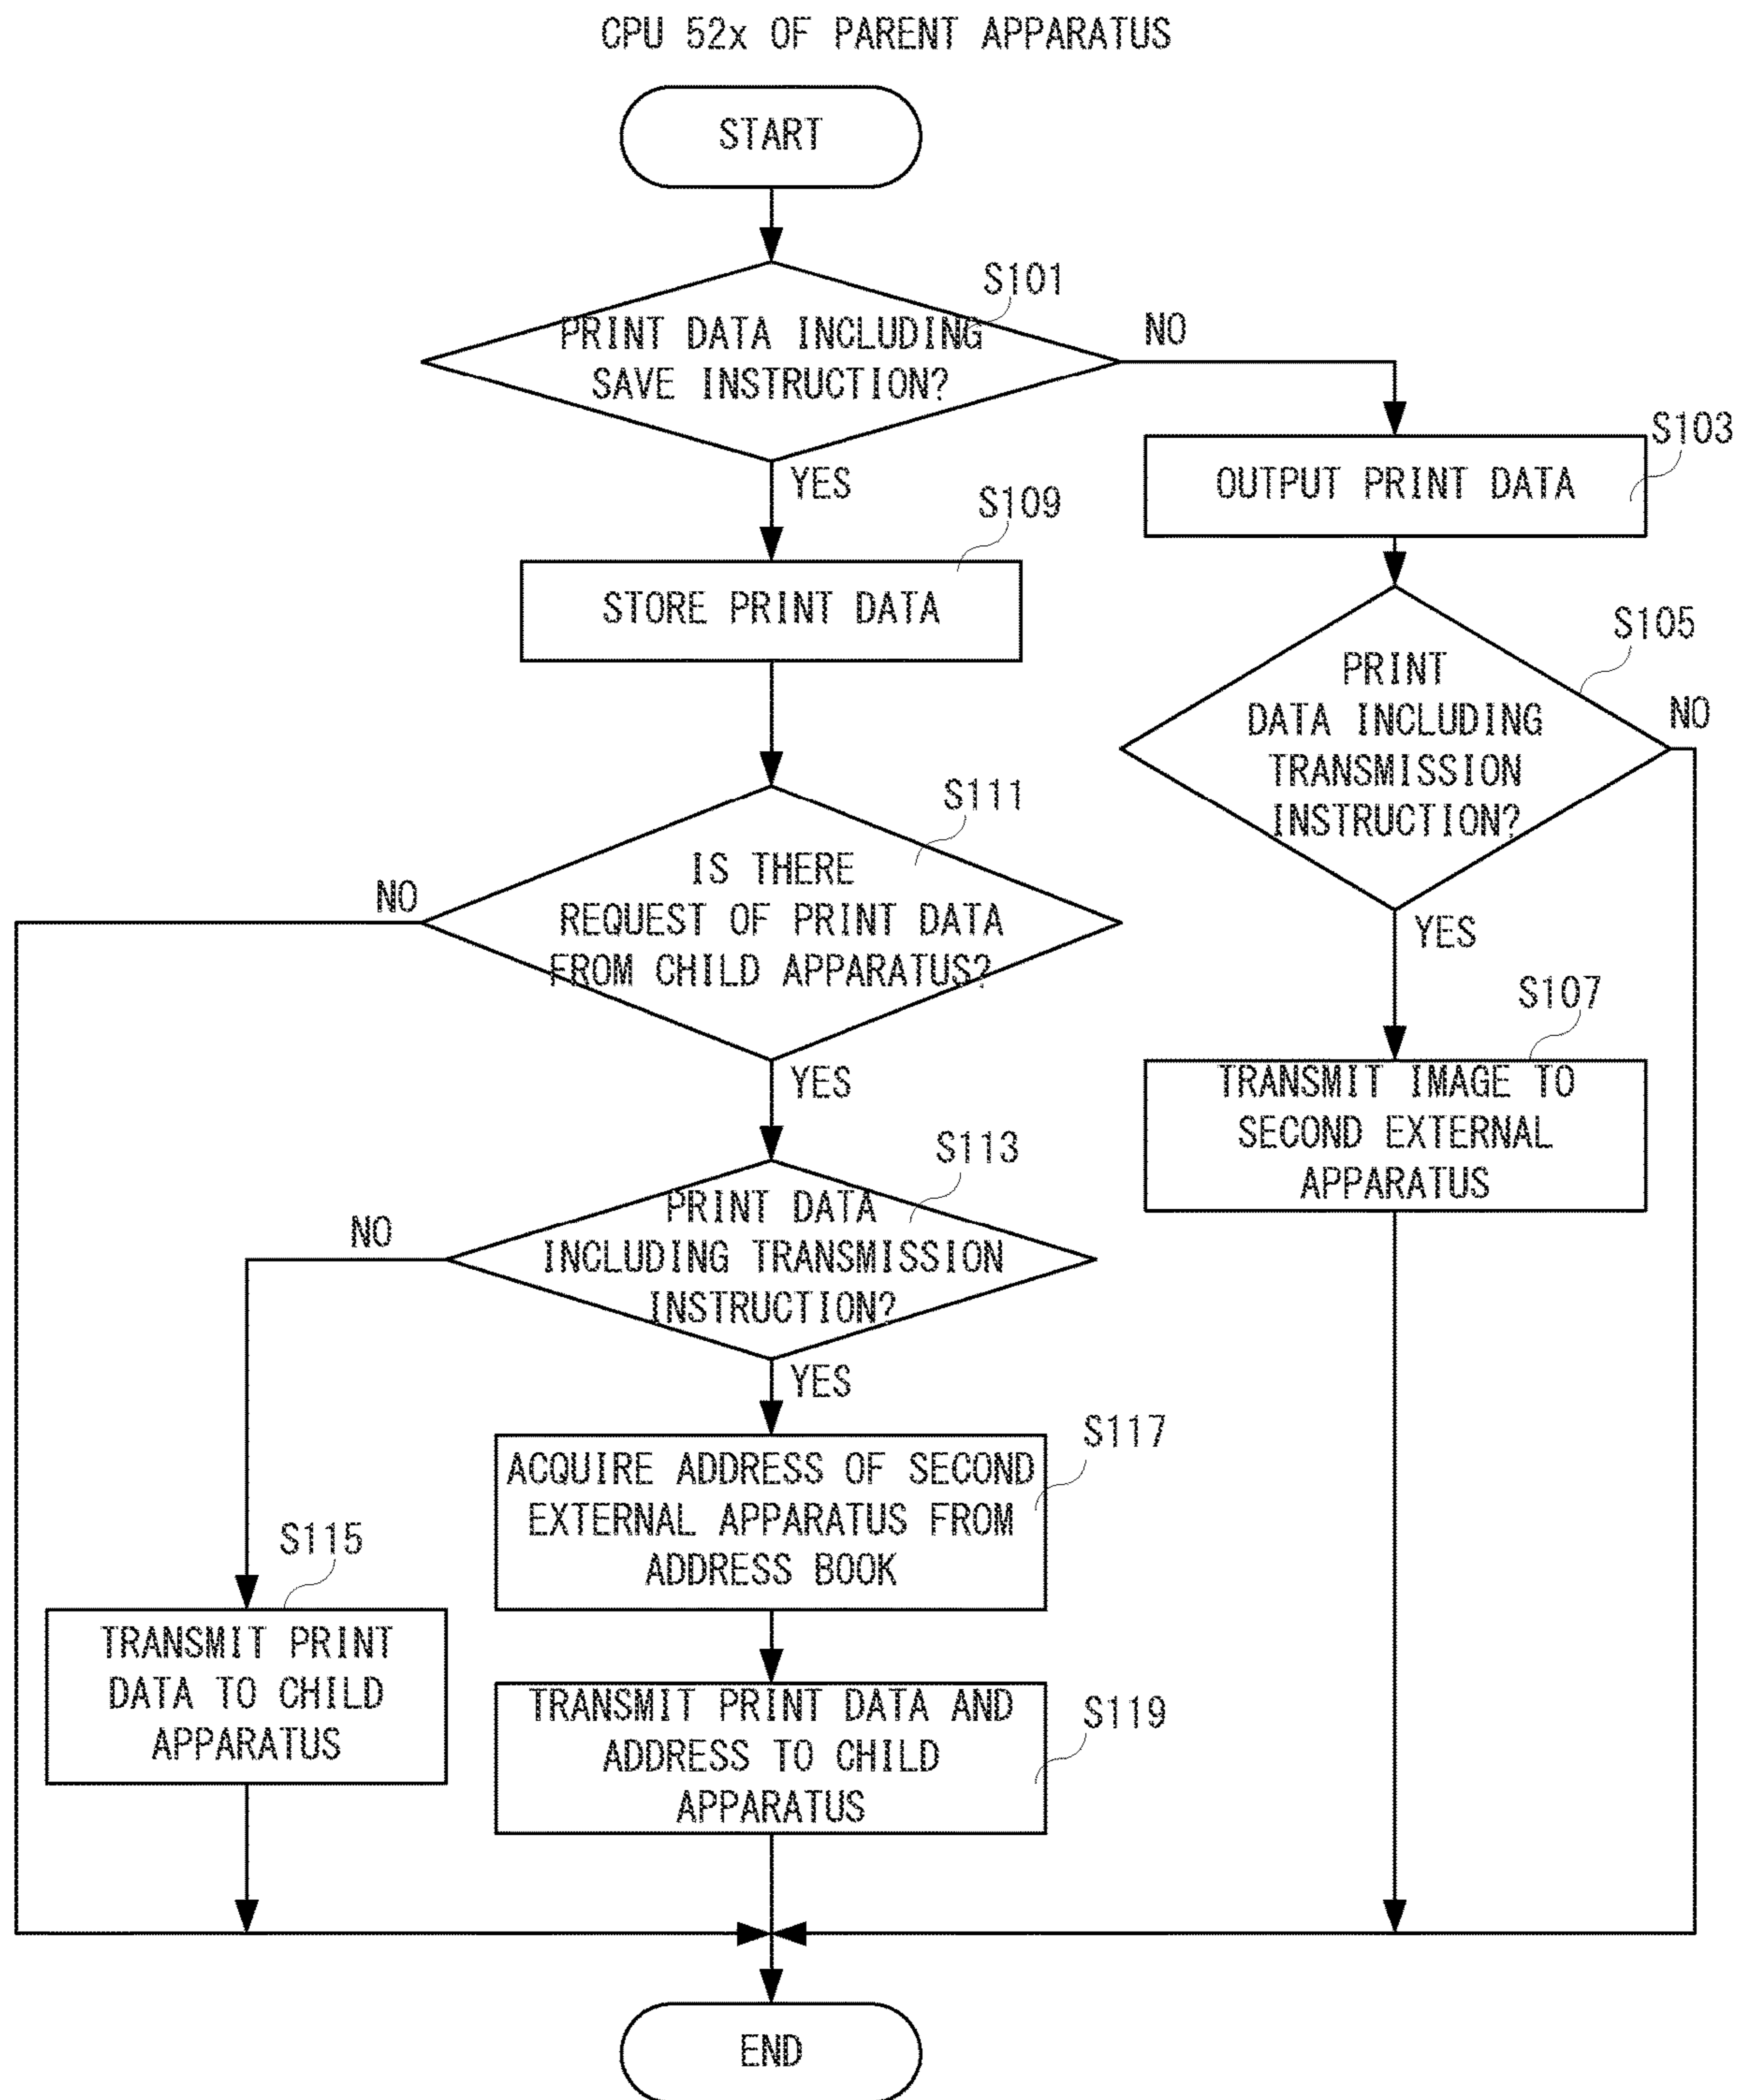 CPU 52x OF PARENT APPARATUS
START
S101
PRINT DATA INCLUDING
SAVE INSTRUCTION?
NO
YES
S103
OUTPUT PRINT DATA
S109
STORE PRINT DATA
S105
PRINT
DATA INCLUDING
TRANSMISSION
INSTRUCTION?
NO
YES
S111
IS THERE
REQUEST OF PRINT DATA
FROM CHILD APPARATUS?
NO
YES
S107
TRANSMIT IMAGE TO
SECOND EXTERNAL
APPARATUS
S113
PRINT DATA
INCLUDING TRANSMISSION
INSTRUCTION?
NO
YES
S117
ACQUIRE ADDRESS OF SECOND
EXTERNAL APPARATUS FROM
ADDRESS BOOK
S115
TRANSMIT PRINT
DATA TO CHILD
APPARATUS
S119
TRANSMIT PRINT DATA AND
ADDRESS TO CHILD
APPARATUS
END